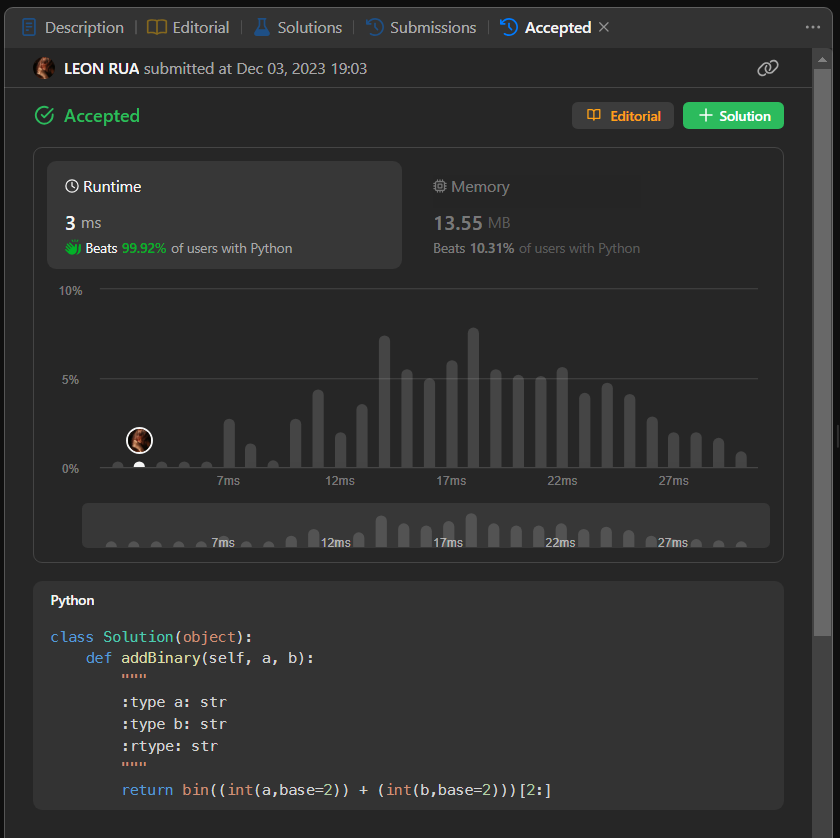 Description | Editorial | Solutions | Submissions | Accepted ×
LEON RUA submitted at Dec 03, 2023 19:03
Accepted
Editorial
+ Solution
Runtime
3 ms
Beats 99.92% of users with Python
Memory
13.55 MB
Beats 10.31% of users with Python
10%
5%
0%
7ms 12ms 17ms 22ms 27ms
7ms 12ms 17ms 22ms 27ms
Python
class Solution(object):
    def addBinary(self, a, b):
        """
        :type a: str
        :type b: str
        :rtype: str
        """
        return bin((int(a,base=2)) + (int(b,base=2)))[2:]